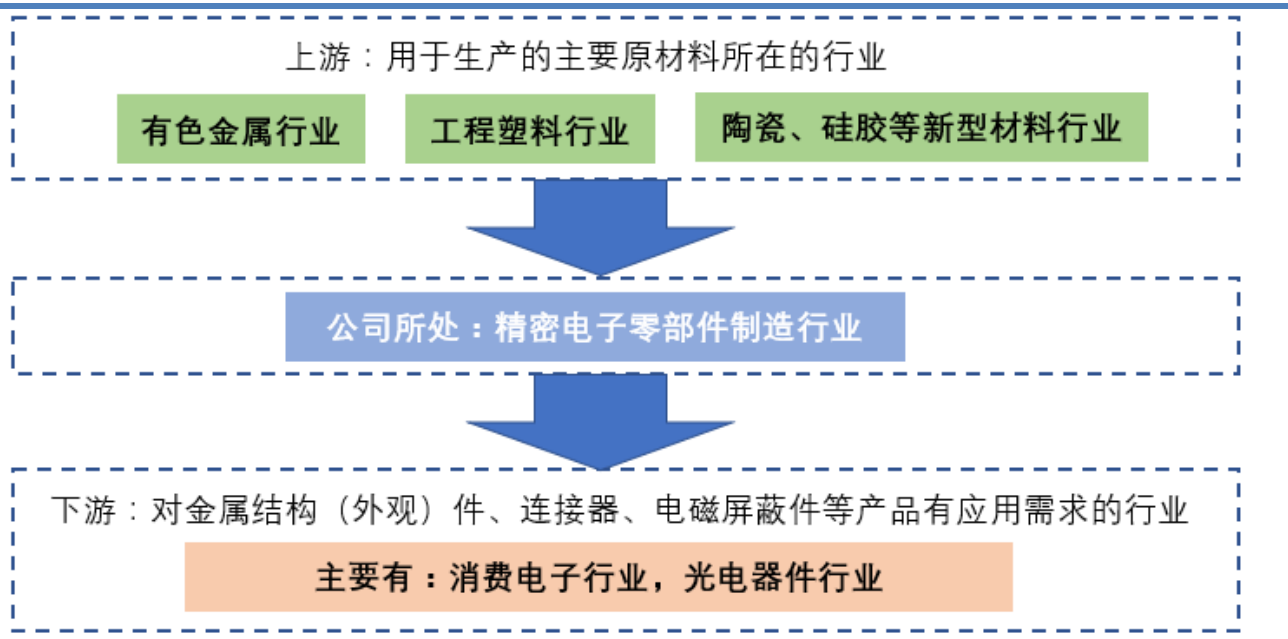 上游：用于生产的主要原材料所在的行业
有色金属行业 工程塑料行业 陶瓷、硅胶等新型材料行业
公司所处：精密电子零部件制造行业
下游：对金属结构（外观）件、连接器、电磁屏蔽件等产品有应用需求的行业
主要有：消费电子行业，光电器件行业